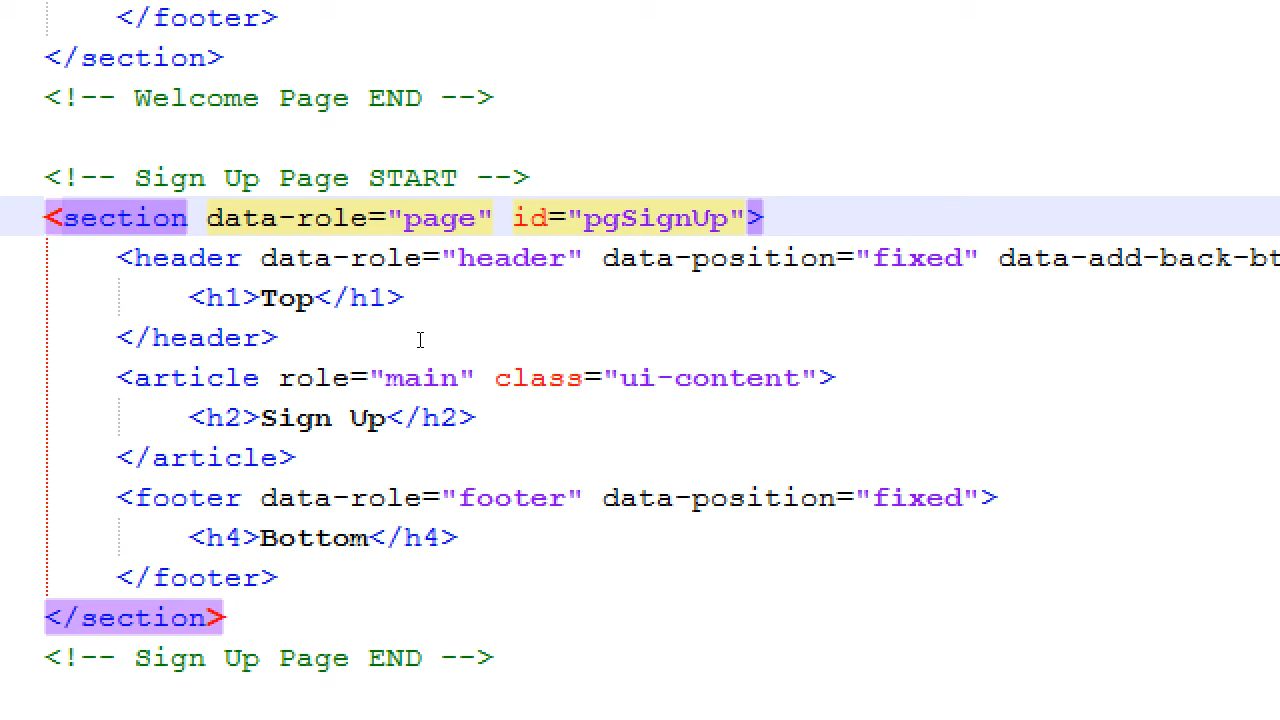 </footer>
</section>
<!-- Welcome Page END -->
<!-- Sign Up Page START -->
<section data-role="page" id="pgSignUp">
<header data-role="header" data-position="fixed" data-add-back-bt
<h1>Top</h1>
</header>
<article role="main" class="ui-content">
<h2>Sign Up</h2>
</article>
<footer data-role="footer" data-position="fixed">
<h4>Bottom</h4>
</footer>
</section>
<!-- Sign Up Page END -->